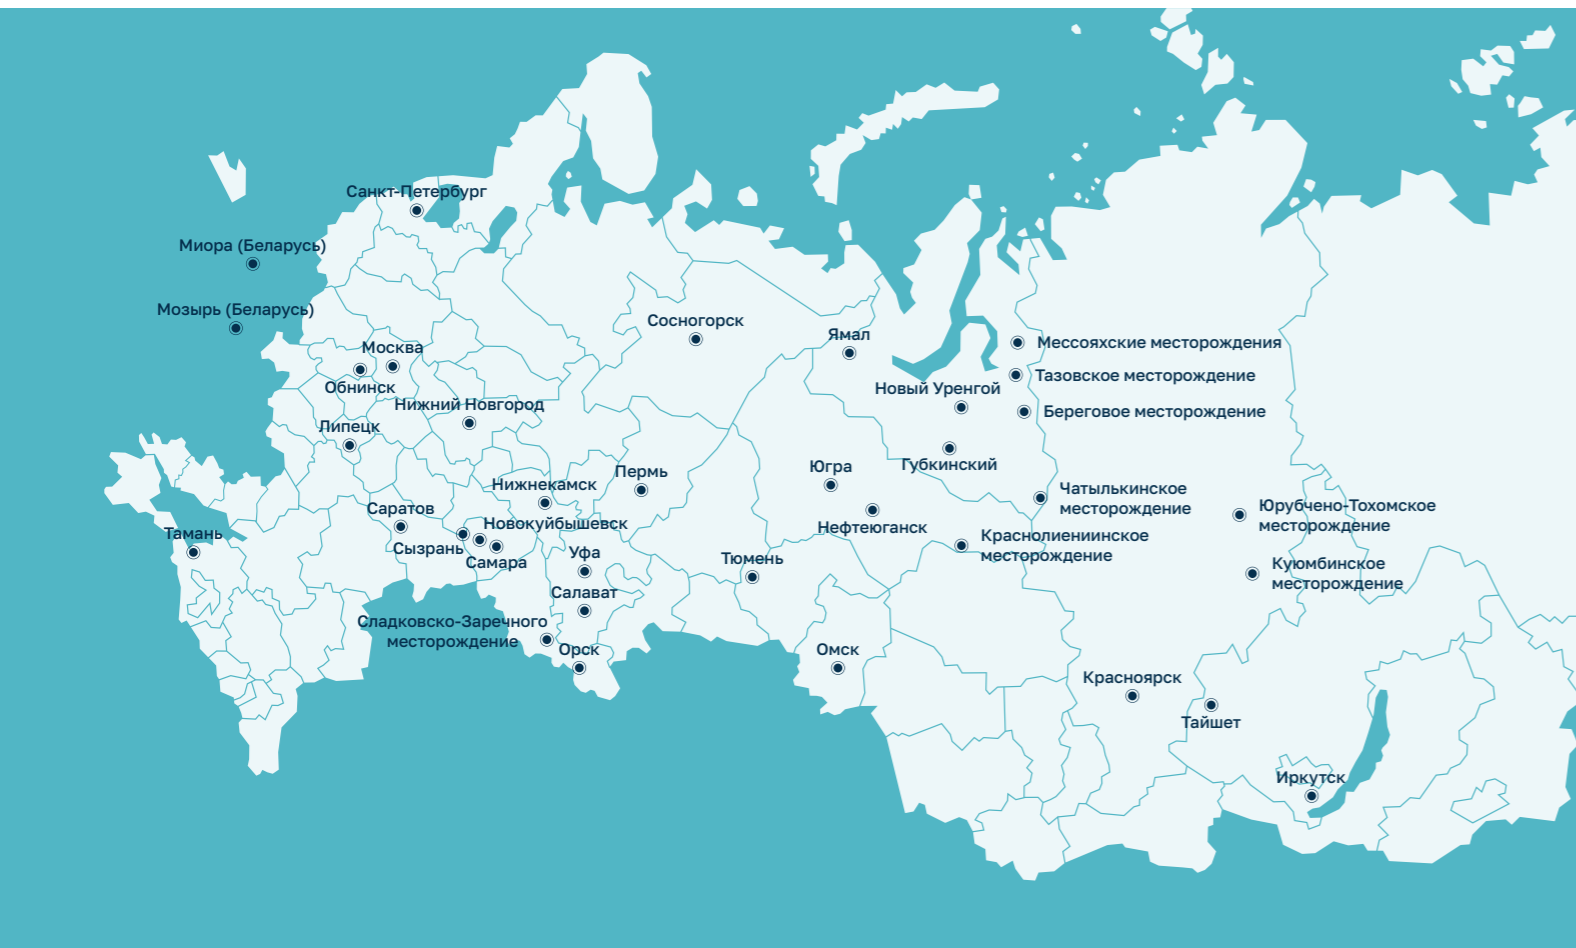 Санкт-Петербург
Миора (Беларусь)
Мозырь (Беларусь)
Сосногорск
Ямал
Мессояхские месторождения
Москва
Тазовское месторождение
Обнинск
Новый Уренгой
Нижний Новгород
Береговое месторождение
Липецк
Губкинский
Пермь
Югра
Нижнекамск
Чатылькинское
месторождение
Саратов
Юрубчено-Тохомское
месторождение
Новокуйбышевск
Нефтеюганск
Тамань
Краснолениинское
месторождение
Сызрань
Самара
Уфа
Тюмень
Куюмбинское
месторождение
Салават
Сладковско-Заречного
месторождение
Орск
Омск
Красноярск
Тайшет
Иркутск